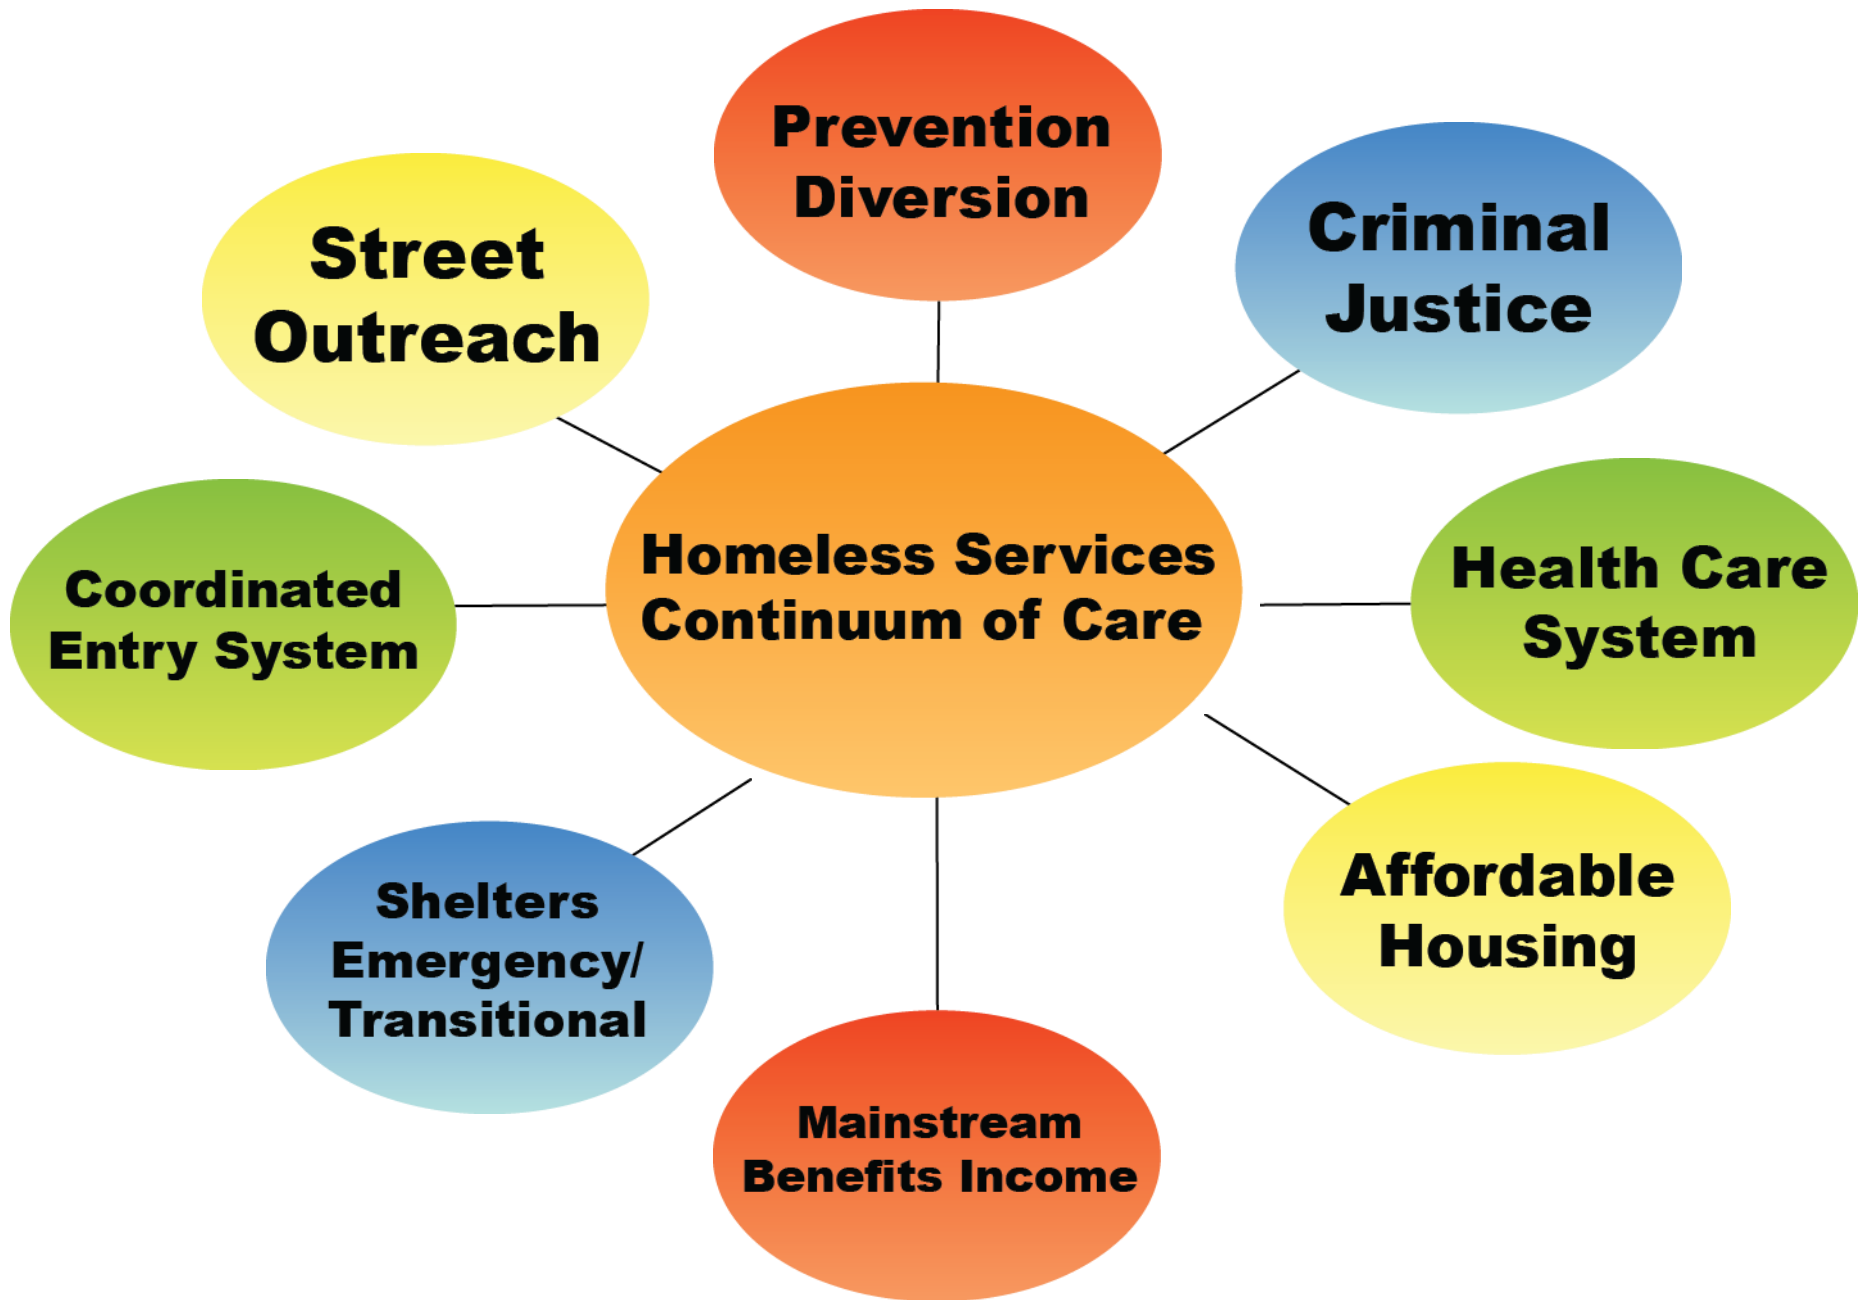 Prevention
Diversion
Criminal
Justice
Street
Outreach
Homeless Services
Continuum of Care
Health Care
System
Coordinated
Entry System
Affordable
Housing
Shelters
Emergency/
Transitional
Mainstream
Benefits Income